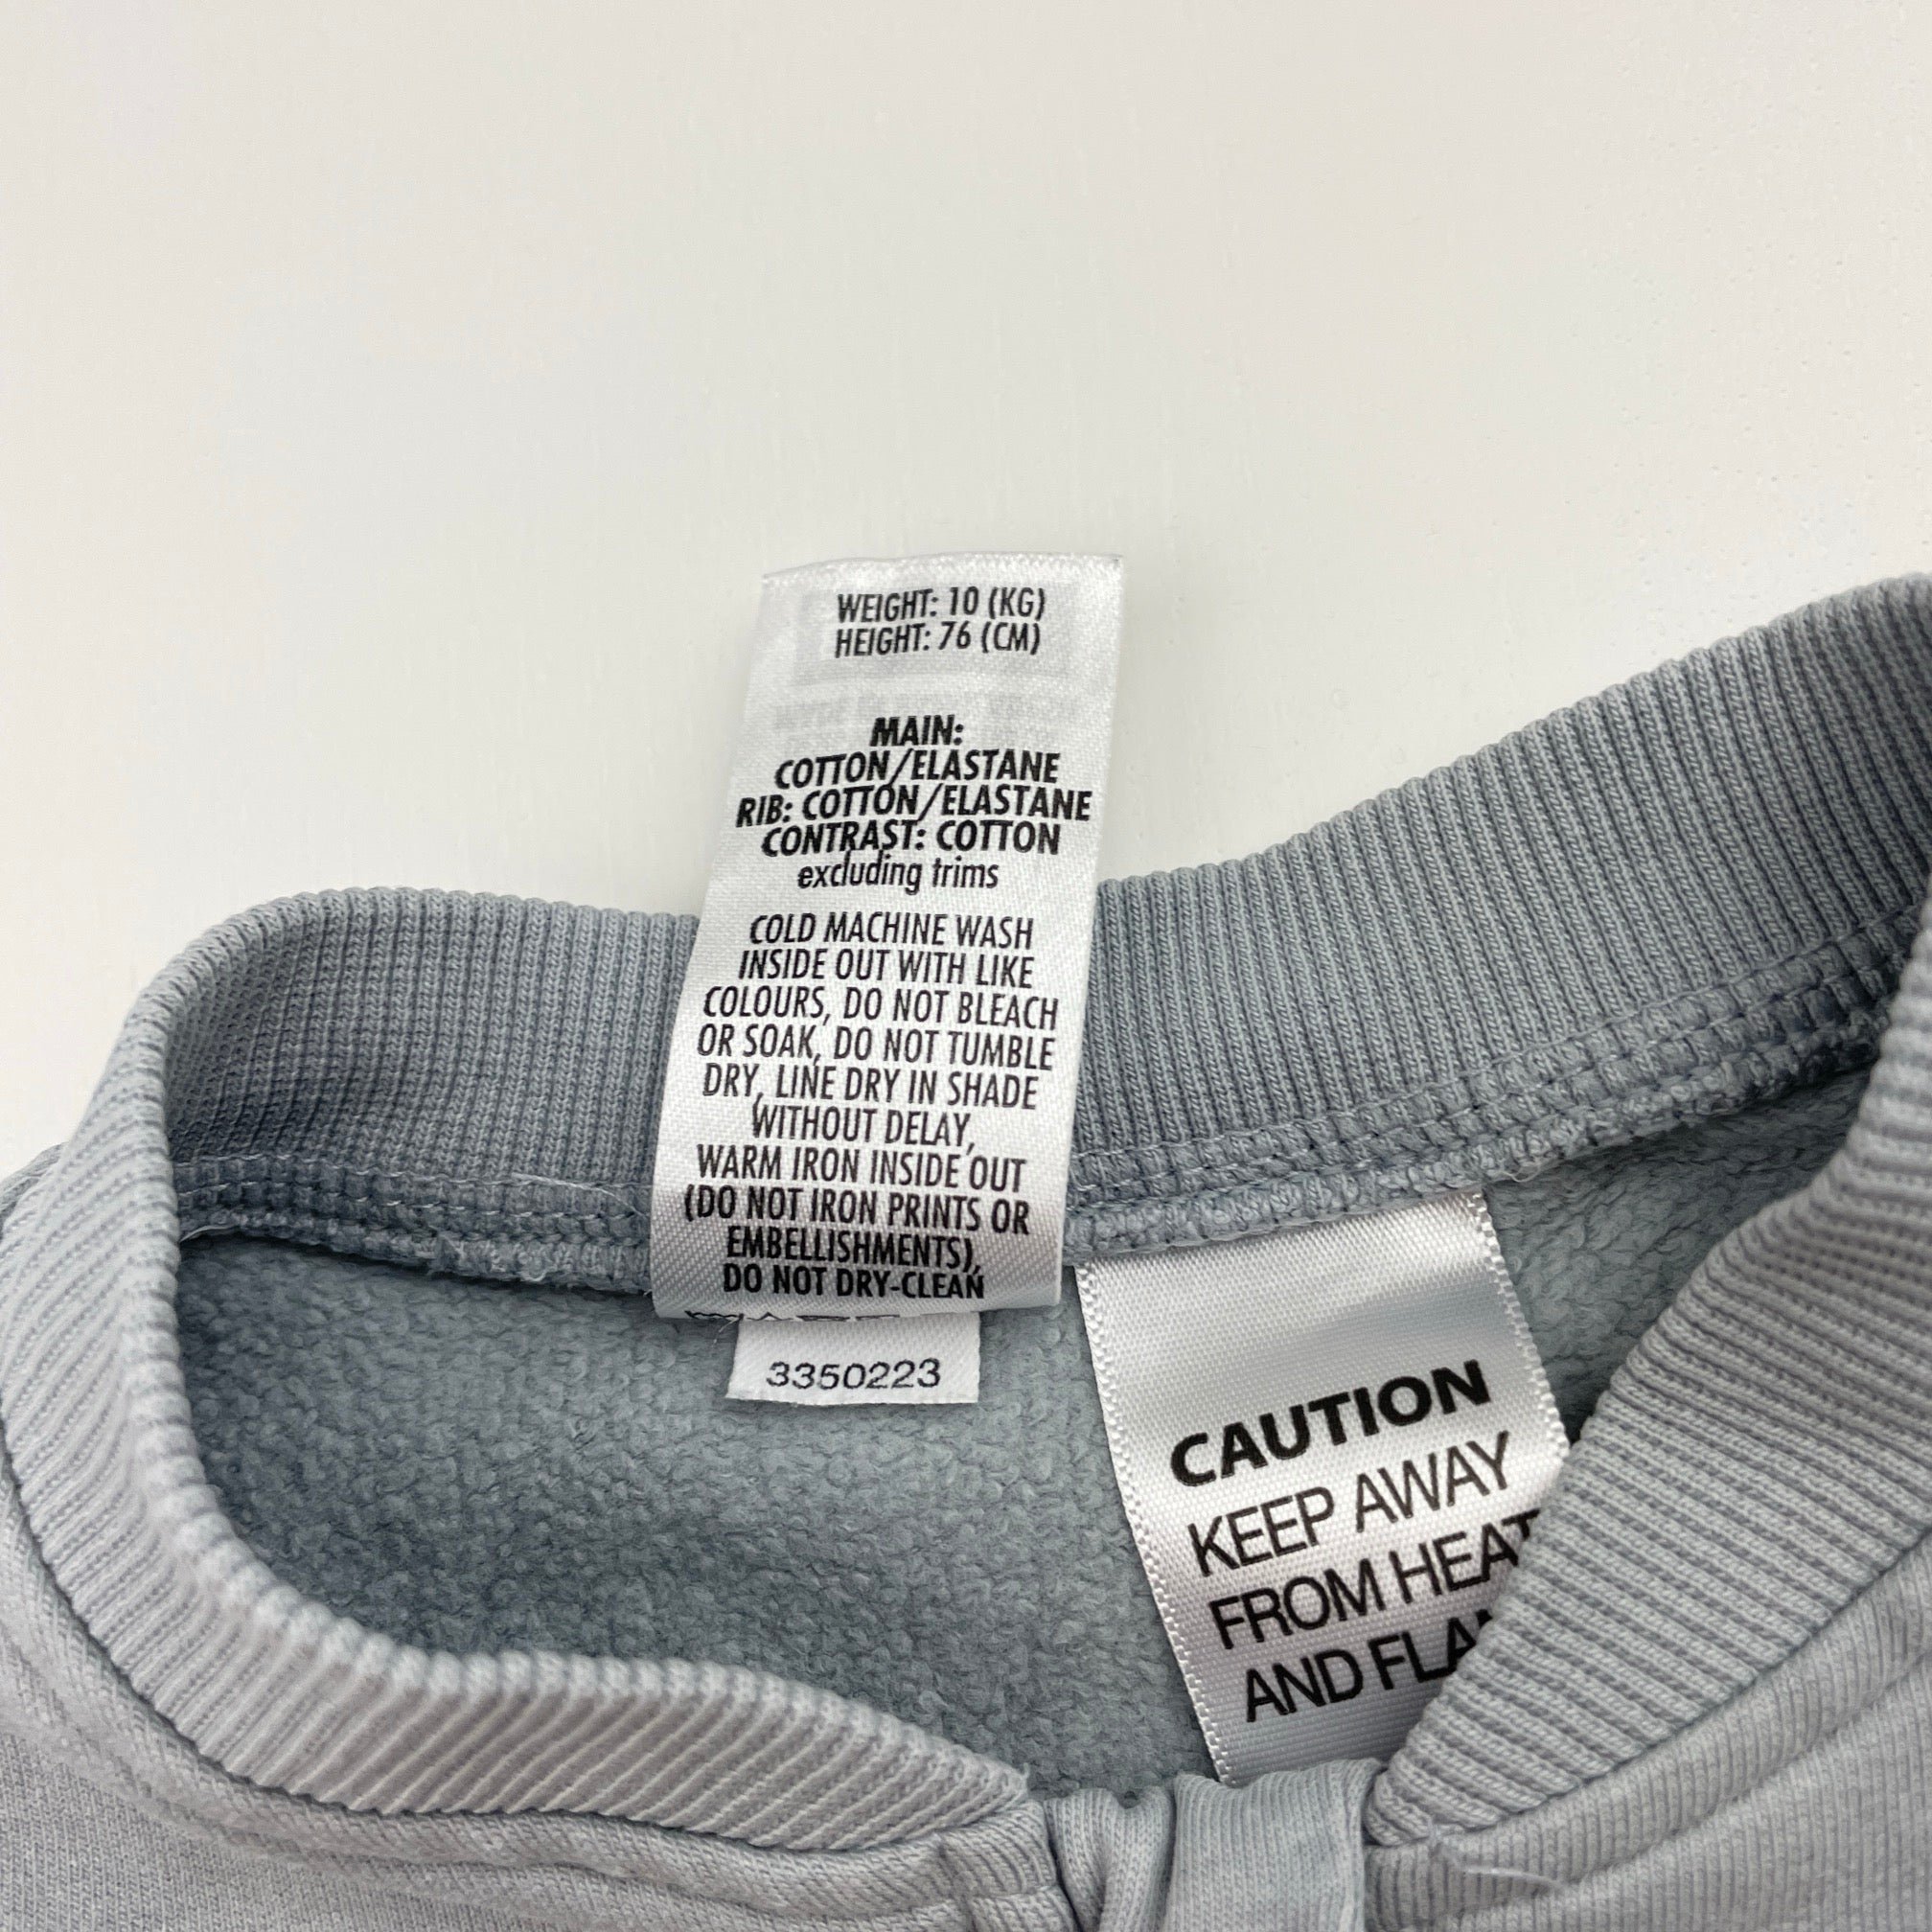 WEIGHT: 10 (KG)
HEIGHT: 76 (CM)
MAIN:
COTTON/ELASTANE
RIB: COTTON/ELASTANE
CONTRAST: COTTON
excluding trims
COLD MACHINE WASH
INSIDE OUT WITH LIKE
COLOURS, DO NOT BLEACH
OR SOAK, DO NOT TUMBLE
DRY, LINE DRY IN SHADE
WITHOUT DELAY,
WARM IRON INSIDE OUT
(DO NOT IRON PRINTS OR
EMBELLISHMENTS),
DO NOT DRY-CLEAN
3350223
CAUTION
KEEP AWAY
FROM HEAT
AND